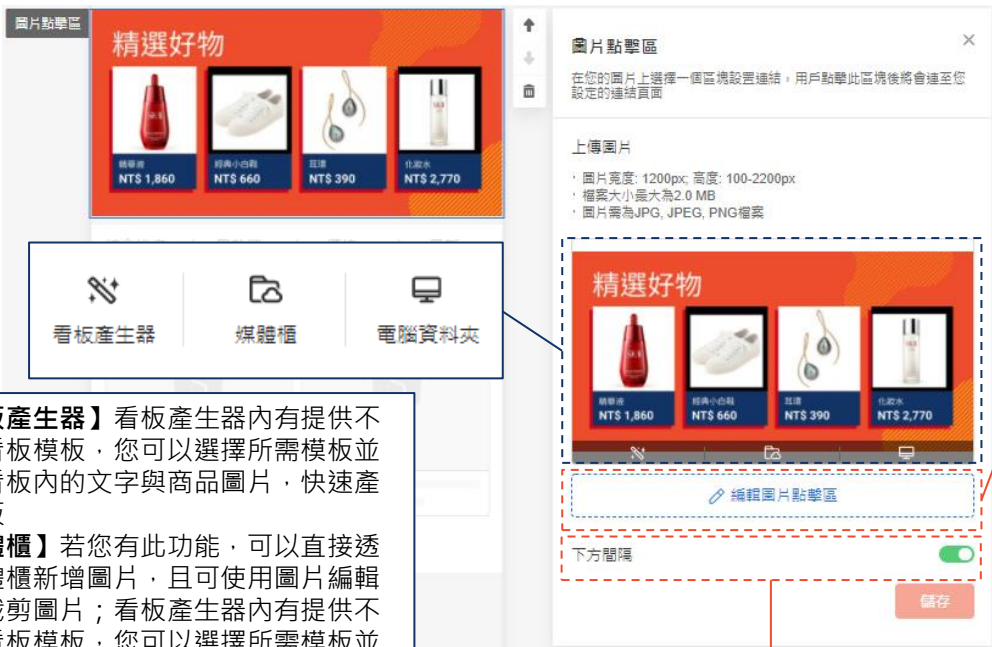 圖片點擊區
精選好物
精華液
NT$ 1,860
經典小白鞋
NT$ 660
耳環
NT$ 390
化妝水
NT$ 2,770
看板產生器
媒體櫃
電腦資料夾
產生器】看板產生器內有提供不
看板模板，您可以選擇所需模板並
看板內的文字與商品圖片，快速產
櫃】若您有此功能，可以直接透
體櫃新增圖片，且可使用圖片編輯
裁剪圖片；看板產生器內有提供不
看板模板，您可以選擇所需模板並
圖片點擊區
在您的圖片上選擇一個區塊設置連結，用戶點擊此區塊後將會連至您
設定的連結頁面
上傳圖片
· 圖片寬度: 1200px; 高度: 100-2200px
· 檔案大小最大為2.0 MB
· 圖片需為JPG, JPEG, PNG檔案
精選好物
精華液
NT$ 1,860
經典小白鞋
NT$ 660
耳環
NT$ 390
化妝水
NT$ 2,770
編輯圖片點擊區
下方間隔
儲存